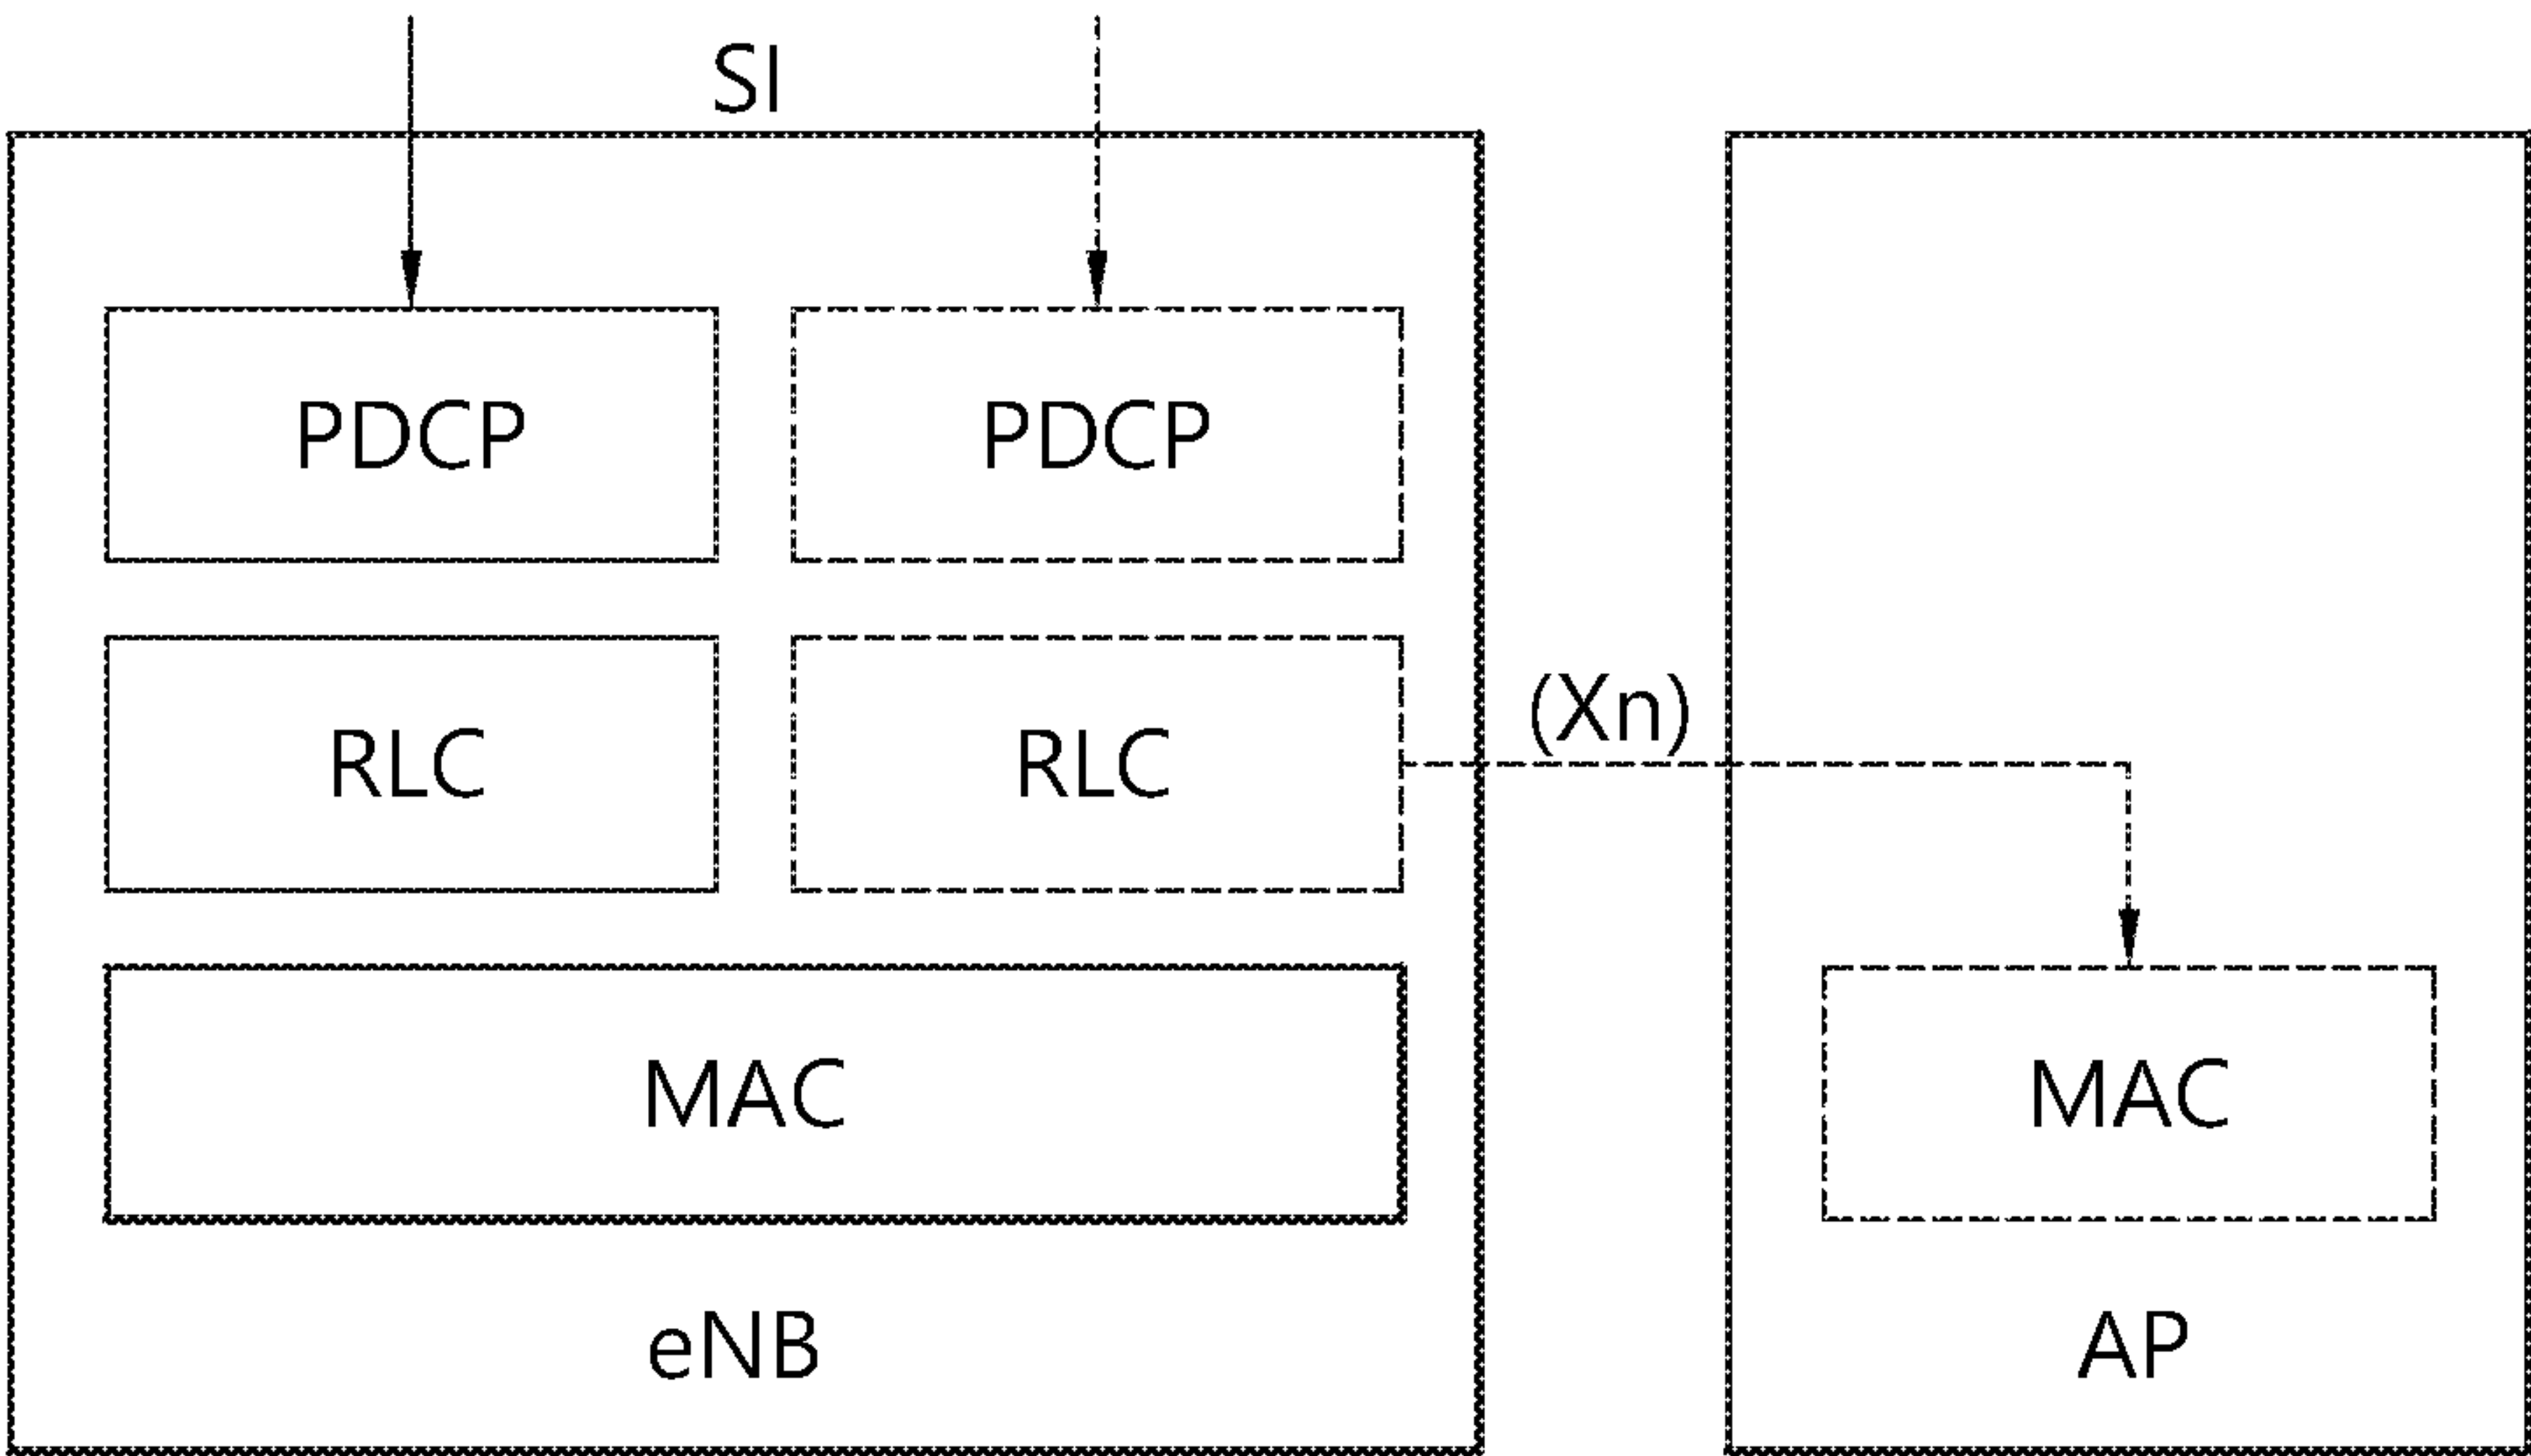 SI
PDCP PDCP
RLC RLC
(Xn)
MAC MAC
eNB AP